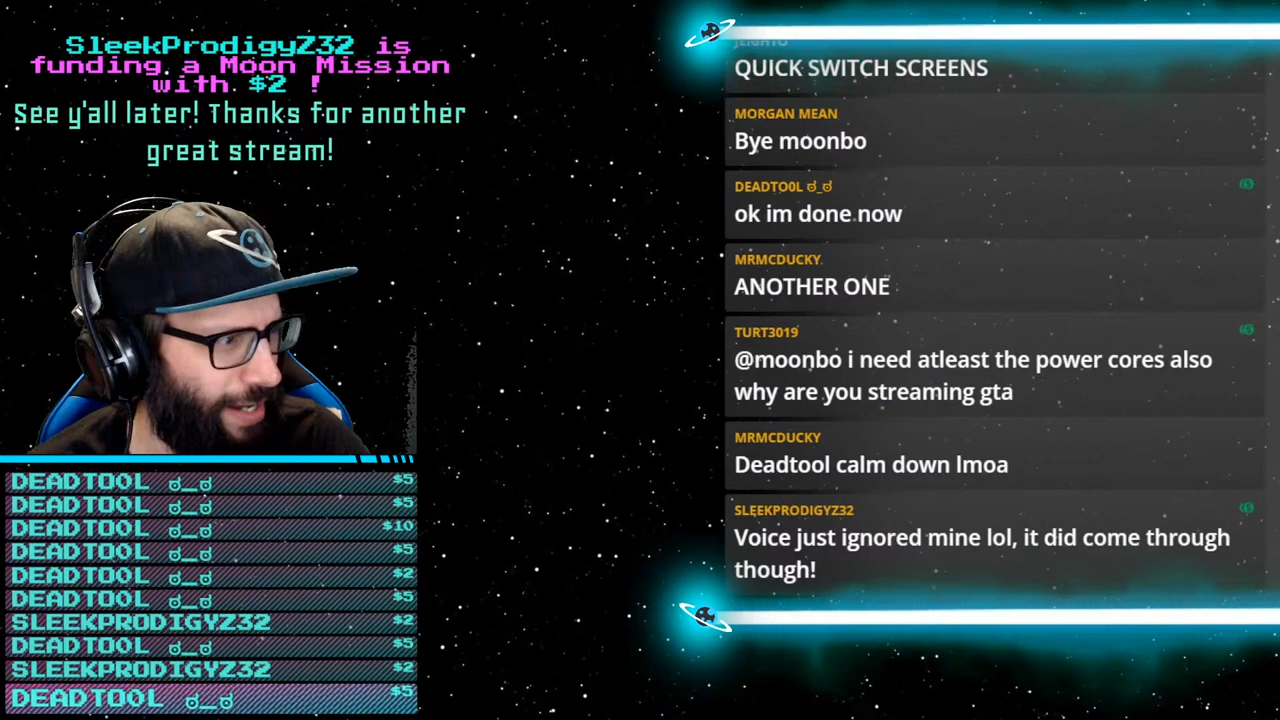 SleekProdigyZ32 is
funding a Moon Mission
with $2 !
See y'all later! Thanks for another
great stream!
DEADTOOL ಠ_ಠ $5
DEADTOOL ಠ_ಠ $5
DEADTOOL ಠ_ಠ $10
DEADTOOL ಠ_ಠ $5
DEADTOOL ಠ_ಠ $2
DEADTOOL ಠ_ಠ $5
SLEEKPRODIGYZ32 $2
DEADTOOL ಠ_ಠ $5
SLEEKPRODIGYZ32 $2
DEADTOOL ಠ_ಠ $5
QUICK SWITCH SCREENS
MORGAN MEAN
Bye moonbo
DEADTO0L ಠ_ಠ
ok im done now
MRMCDUCKY
ANOTHER ONE
TURT3019
@moonbo i need atleast the power cores also
why are you streaming gta
MRMCDUCKY
Deadtool calm down lmoa
SLEEKPRODIGYZ32
Voice just ignored mine lol, it did come through
though!